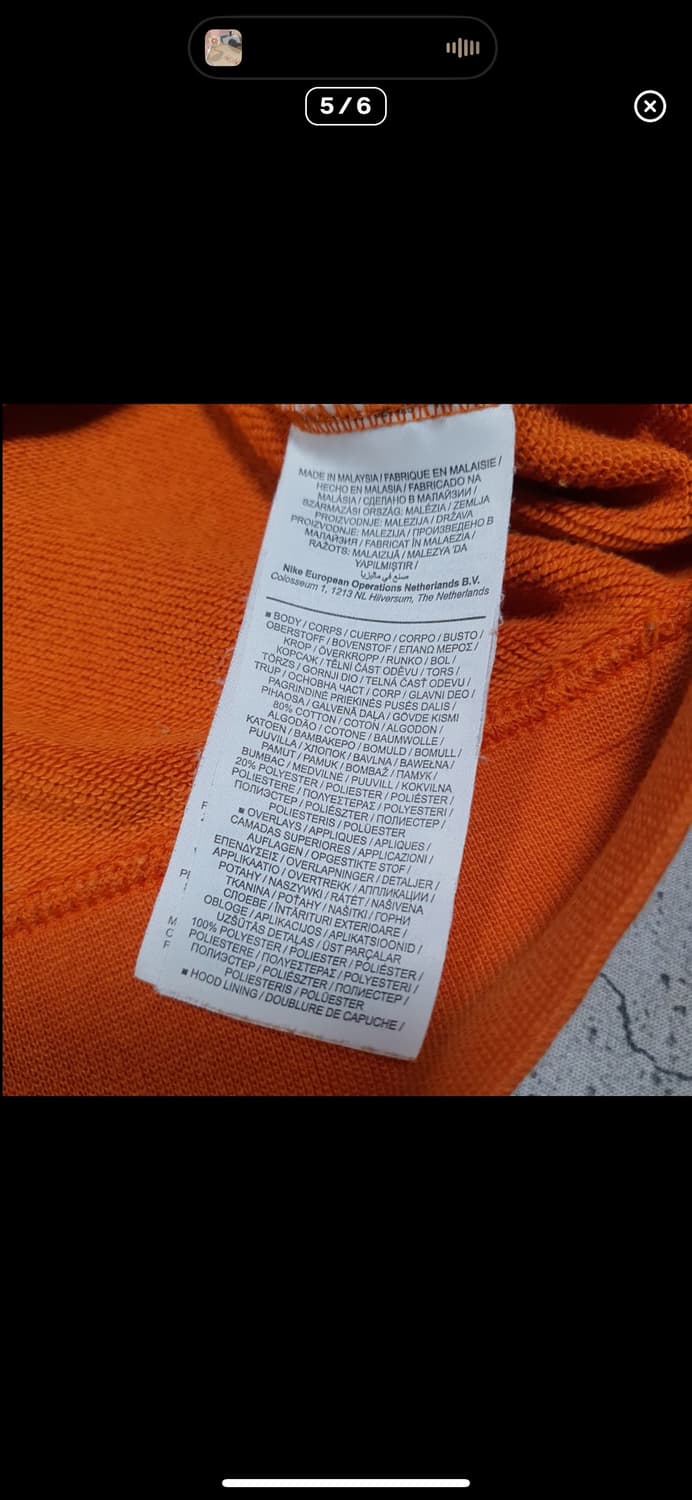 5/6
MADE IN MALAYSIA / FABRIQUE EN MALAISIE /
HECHO EN MALASIA / FABRICADO NA
MALÁSIA / СДЕЛАНО В МАЛАЙЗИИ /
SZÁRMAZÁSI ORSZÁG: MALÉZIA / ZEMLJA
PROIZVODNJE: MALEZIJA / DRŽAVA
PROIZVODNJE: MALEZIJA / ПРОИЗВЕДЕНО В
МАЛАЙЗИЯ / FABRICAT ÎN MALAEZIA /
RAŽOTS: MALAIZIJĀ / MALEZYA 'DA
YAPILMIŞTIR /
صنع في ماليزيا
Nike European Operations Netherlands B.V.
Colosseum 1, 1213 NL Hilversum, The Netherlands
■ BODY / CORPS / CUERPO / CORPO / BUSTO /
OBERSTOFF / BOVENSTOF / ΕΠΑΝΩ ΜΕΡΟΣ /
KROP / ÖVERKROPP / RUNKO / BOL /
КОРСАЖ / TĚLNÍ ČÁST ODĚVU / TORS /
TÖRZS / GORNJI DIO / TELNÁ ČASŤ ODEVU /
TRUP / ОСНОВНА ЧАСТ / CORP / GLAVNI DEO /
PAGRINDINE PRIEKINĖS PUSĖS DALIS /
PIHAOSA / GALVENĀ DAĻA / GÖVDE KISMI
80% COTTON / COTON / ALGODON /
ALGODÃO / COTONE / BAUMWOLLE /
KATOEN / ΒΑΜΒΑΚΕΡΟ / BOMULD / BOMULL /
PUUVILLA / ХЛОПОК / BAVLNA / BAWEŁNA /
PAMUT / PAMUK / BOMBAŽ / ПАМУК /
BUMBAC / MEDVILNĖ / PUUVILL / KOKVILNA
20% POLYESTER / POLIESTER / POLIÉSTER /
POLIESTERE / ΠΟΛΥΕΣΤΕΡΑΣ / POLYESTERI /
ПОЛИЭСТЕР / POLIÉSZTER / ПОЛИЕСТЕР /
POLIESTERIS / POLÜESTER
■ OVERLAYS / APPLIQUES / APLIQUES /
CAMADAS SUPERIORES / APPLICAZIONI /
AUFLAGEN / OPGESTIKTE STOF /
ΕΠΕΝΔΥΣΕΙΣ / OVERLAPNINGER / DETALJER /
APPLIKAATIO / OVERTREKK / АППЛИКАЦИИ /
POTAHY / NASZYWKI / RÁTÉT / NAŠIVENA
TKANINA / POŤAHY / NAŠITKI / ГОРНИ
СЛОЕВЕ / ÎNTĂRITURI EXTERIOARE /
OBLOGE / APLIKACIJOS / APLIKATSIOONID /
UZŠŪTĀS DETAĻAS / ÜST PARÇALAR
100% POLYESTER / POLIESTER / POLIÉSTER /
POLIESTERE / ΠΟΛΥΕΣΤΕΡΑΣ / POLYESTERI /
ПОЛИЭСТЕР / POLIÉSZTER / ПОЛИЕСТЕР /
POLIESTERIS / POLÜESTER
■ HOOD LINING / DOUBLURE DE CAPUCHE /